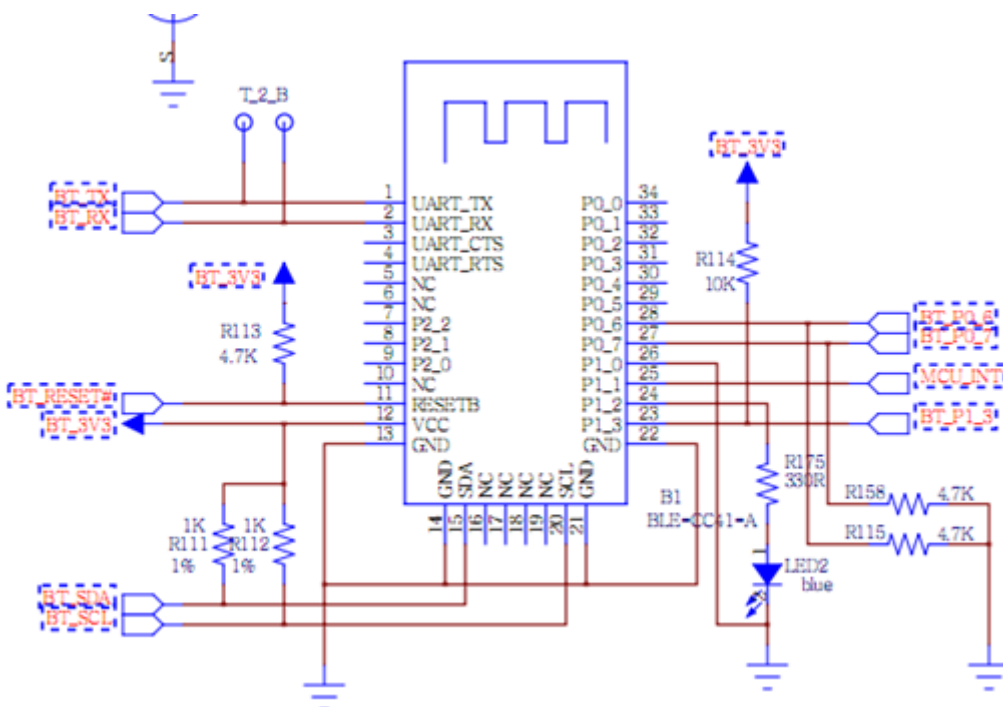 S
T_2_B
BT_TX
BT_RX
1 UART_TX
2 UART_RX
3 UART_CTS
4 UART_RTS
5 NC
6 NC
7 P2_2
8 P2_1
9 P2_0
10 NC
11 RESETB
12 VCC
13 GND
P0_0 34
P0_1 33
P0_2 32
P0_3 31
P0_4 30
P0_5 29
P0_6 28
P0_7 27
P1_0 26
P1_1 25
P1_2 24
P1_3 23
GND 22
GND 14
SDA 15
NC 16
NC 17
NC 18
NC 19
SCL 20
GND 21
BT_3V3
R113
4.7K
BT_RESET#
BT_3V3
1K
R111
1%
1K
R112
1%
BT_SDA
BT_SCL
B1
BLE-CC41-A
BT_3V3
R114
10K
BT_P0_6
BT_P0_7
MCU_INT
BT_P1_3
R175
330R
1
LED2
blue
R158 4.7K
R115 4.7K